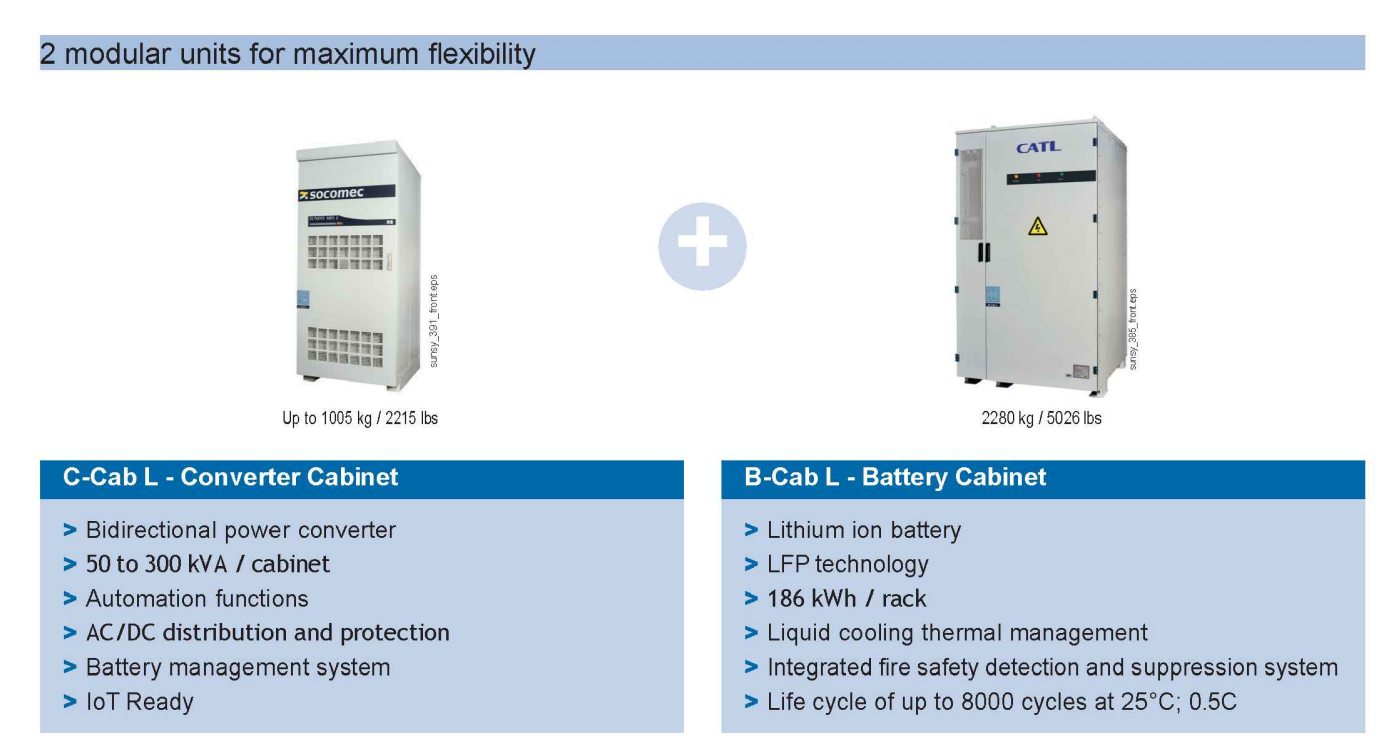 2 modular units for maximum flexibility
socomec
sunsy_391_front.eps
Up to 1005 kg / 2215 lbs
CATL
sunsy_385_front.eps
2280 kg / 5026 lbs
C-Cab L - Converter Cabinet
> Bidirectional power converter
> 50 to 300 kVA / cabinet
> Automation functions
> AC/DC distribution and protection
> Battery management system
> IoT Ready
B-Cab L - Battery Cabinet
> Lithium ion battery
> LFP technology
> 186 kWh / rack
> Liquid cooling thermal management
> Integrated fire safety detection and suppression system
> Life cycle of up to 8000 cycles at 25°C; 0.5C